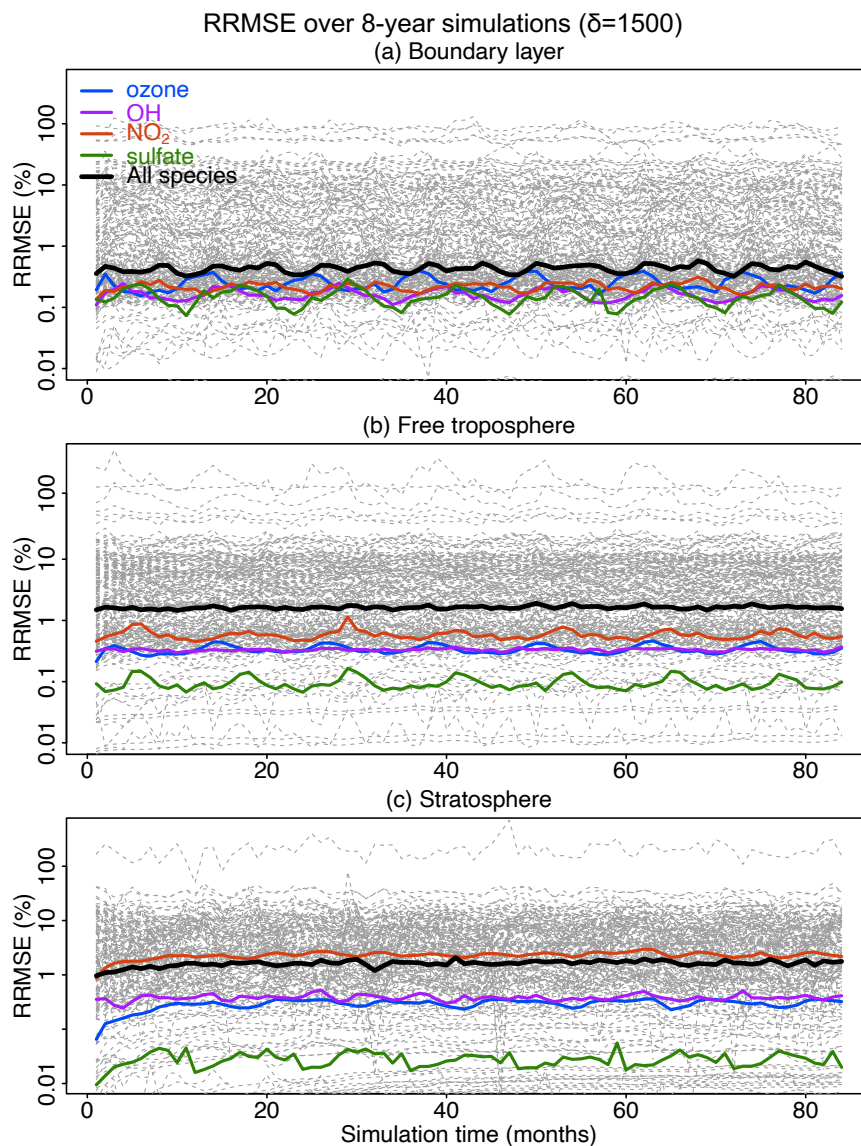 RRMSE over 8-year simulations (δ=1500)
(a) Boundary layer
ozone
OH
NO₂
sulfate
All species
RRMSE (%)
100
10
1
0.1
0.01
0 20 40 60 80
(b) Free troposphere
RRMSE (%)
100
10
1
0.1
0.01
0 20 40 60 80
(c) Stratosphere
RRMSE (%)
100
10
1
0.01
0 20 40 60 80
Simulation time (months)